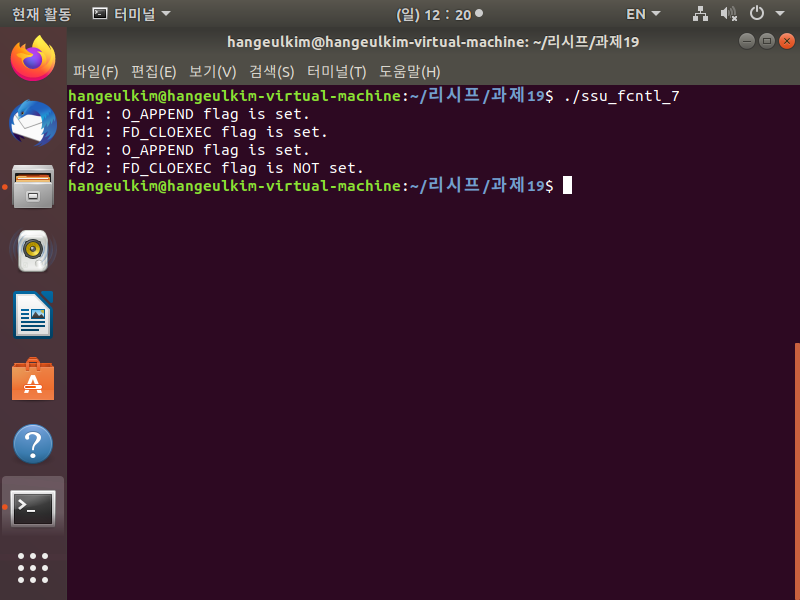 현재 활동 터미널 (일) 12 : 20 EN
hangeulkim@hangeulkim-virtual-machine: ~/리시프/과제19
파일(F) 편집(E) 보기(V) 검색(S) 터미널(T) 도움말(H)
hangeulkim@hangeulkim-virtual-machine:~/리시프/과제19$ ./ssu_fcntl_7
fd1 : O_APPEND flag is set.
fd1 : FD_CLOEXEC flag is set.
fd2 : O_APPEND flag is set.
fd2 : FD_CLOEXEC flag is NOT set.
hangeulkim@hangeulkim-virtual-machine:~/리시프/과제19$